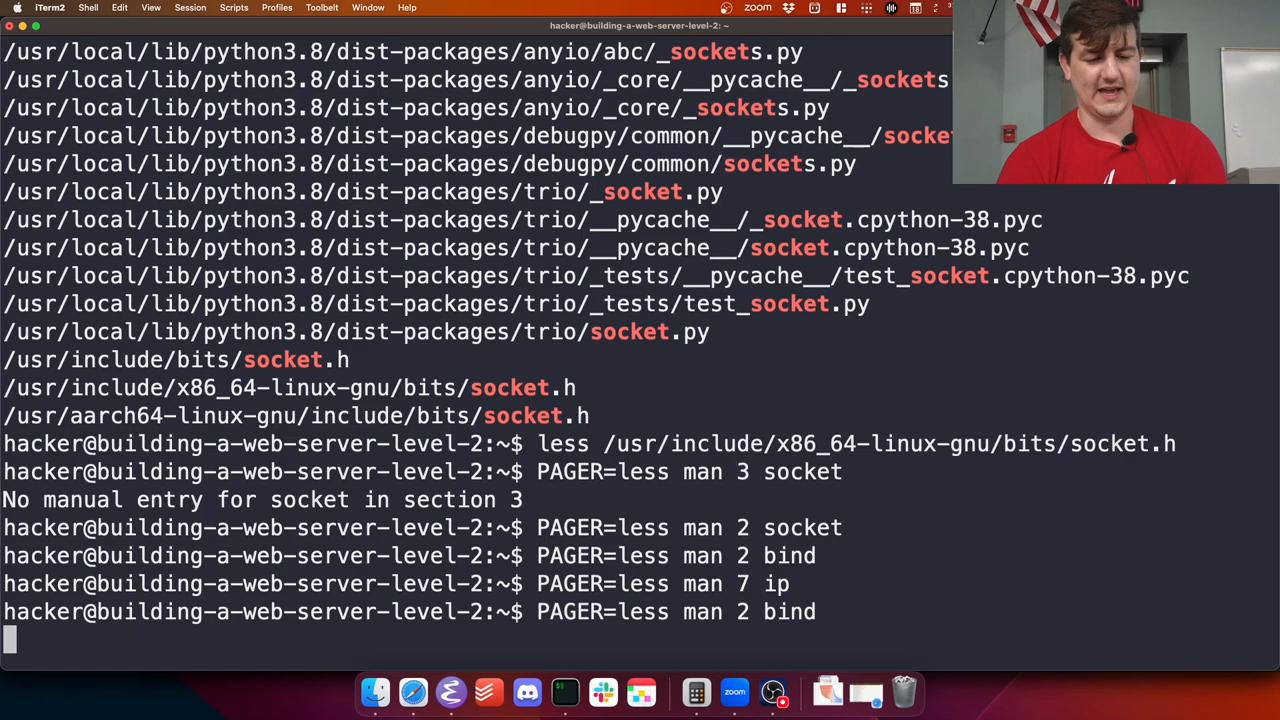 iTerm2 Shell Edit View Session Scripts Profiles Toolbelt Window Help zoom
hacker@building-a-web-server-level-2: ~
/usr/local/lib/python3.8/dist-packages/anyio/abc/_sockets.py
/usr/local/lib/python3.8/dist-packages/anyio/_core/__pycache__/_sockets
/usr/local/lib/python3.8/dist-packages/anyio/_core/_sockets.py
/usr/local/lib/python3.8/dist-packages/debugpy/common/__pycache__/socket
/usr/local/lib/python3.8/dist-packages/debugpy/common/sockets.py
/usr/local/lib/python3.8/dist-packages/trio/_socket.py
/usr/local/lib/python3.8/dist-packages/trio/__pycache__/_socket.cpython-38.pyc
/usr/local/lib/python3.8/dist-packages/trio/__pycache__/socket.cpython-38.pyc
/usr/local/lib/python3.8/dist-packages/trio/_tests/__pycache__/test_socket.cpython-38.pyc
/usr/local/lib/python3.8/dist-packages/trio/_tests/test_socket.py
/usr/local/lib/python3.8/dist-packages/trio/socket.py
/usr/include/bits/socket.h
/usr/include/x86_64-linux-gnu/bits/socket.h
/usr/aarch64-linux-gnu/include/bits/socket.h
hacker@building-a-web-server-level-2:~$ less /usr/include/x86_64-linux-gnu/bits/socket.h
hacker@building-a-web-server-level-2:~$ PAGER=less man 3 socket
No manual entry for socket in section 3
hacker@building-a-web-server-level-2:~$ PAGER=less man 2 socket
hacker@building-a-web-server-level-2:~$ PAGER=less man 2 bind
hacker@building-a-web-server-level-2:~$ PAGER=less man 7 ip
hacker@building-a-web-server-level-2:~$ PAGER=less man 2 bind
zoom